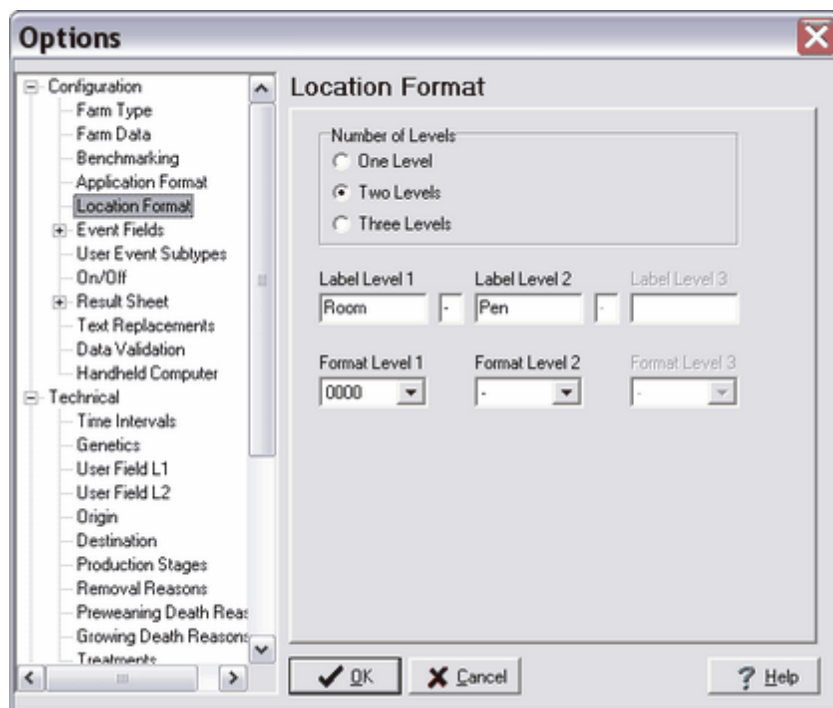 Options
Configuration
Farm Type
Farm Data
Benchmarking
Application Format
Location Format
Event Fields
User Event Subtypes
On/Off
Result Sheet
Text Replacements
Data Validation
Handheld Computer
Technical
Time Intervals
Genetics
User Field L1
User Field L2
Origin
Destination
Production Stages
Removal Reasons
Preweaning Death Reas
Growing Death Reasons
Treatments
Location Format
Number of Levels
One Level
Two Levels
Three Levels
Label Level 1 Label Level 2 Label Level 3
Room - Pen -
Format Level 1 Format Level 2 Format Level 3
0000 - -
OK Cancel ? Help